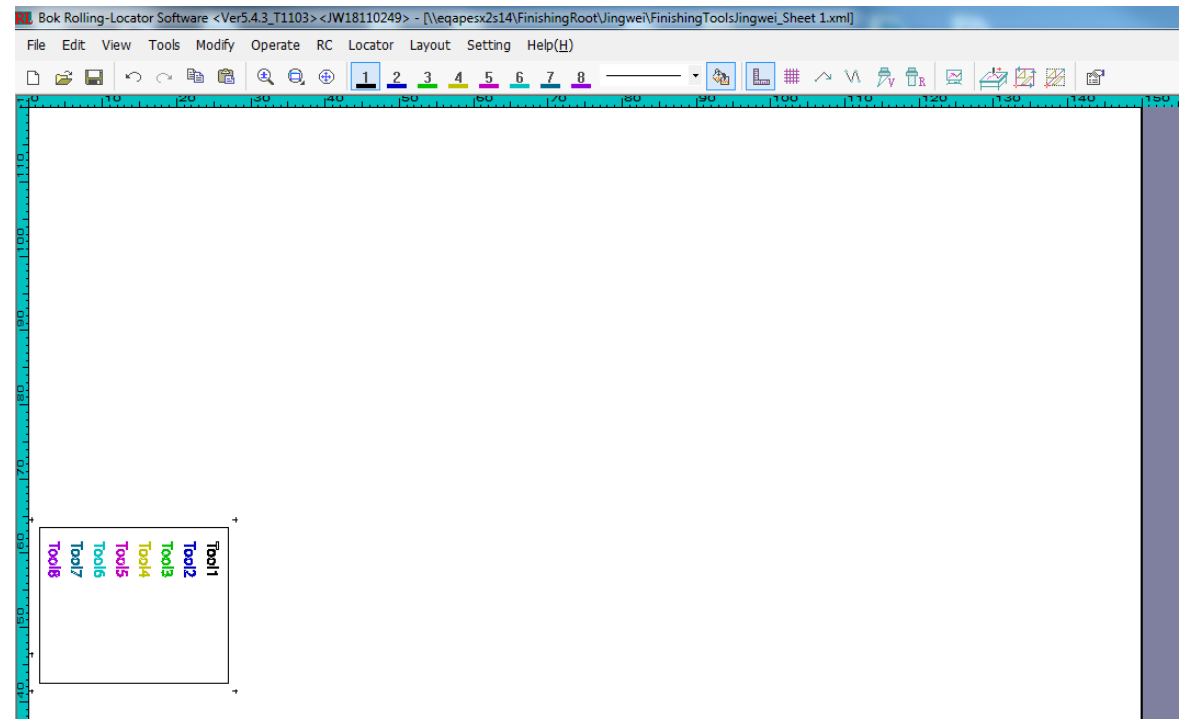 RL Bok Rolling-Locator Software <Ver5.4.3_T1103><JW18110249> - [\\eqapesx2s14\FinishingRoot\Jingwei\FinishingToolsJingwei_Sheet 1.xml]
File Edit View Tools Modify Operate RC Locator Layout Setting Help(H)
1 2 3 4 5 6 7 8
0 10 20 30 40 50 60 70 80 90 100 110 120 130 140 150
110
100
90
80
70
60
50
40
Tool1
Tool2
Tool3
Tool4
Tool5
Tool6
Tool7
Tool8